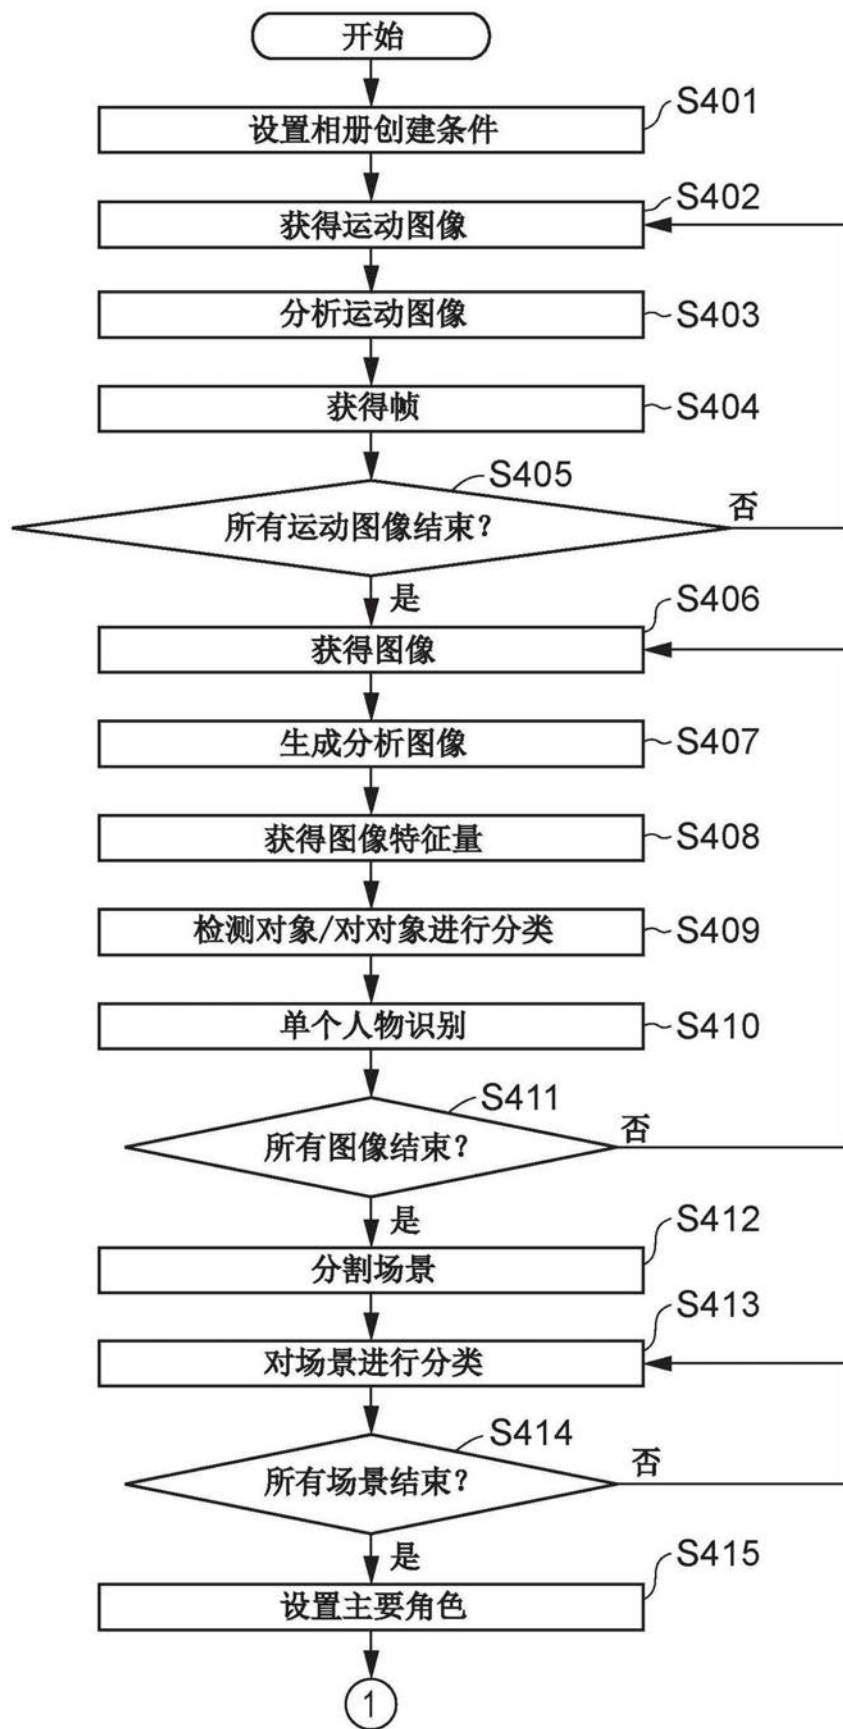 开始
设置相册创建条件
S401
获得运动图像
S402
分析运动图像
S403
获得帧
S404
S405
所有运动图像结束？
否
是
获得图像
S406
生成分析图像
S407
获得图像特征量
S408
检测对象/对对象进行分类
S409
单个人物识别
S410
S411
所有图像结束？
否
是
分割场景
S412
对场景进行分类
S413
S414
所有场景结束？
否
是
设置主要角色
S415
1